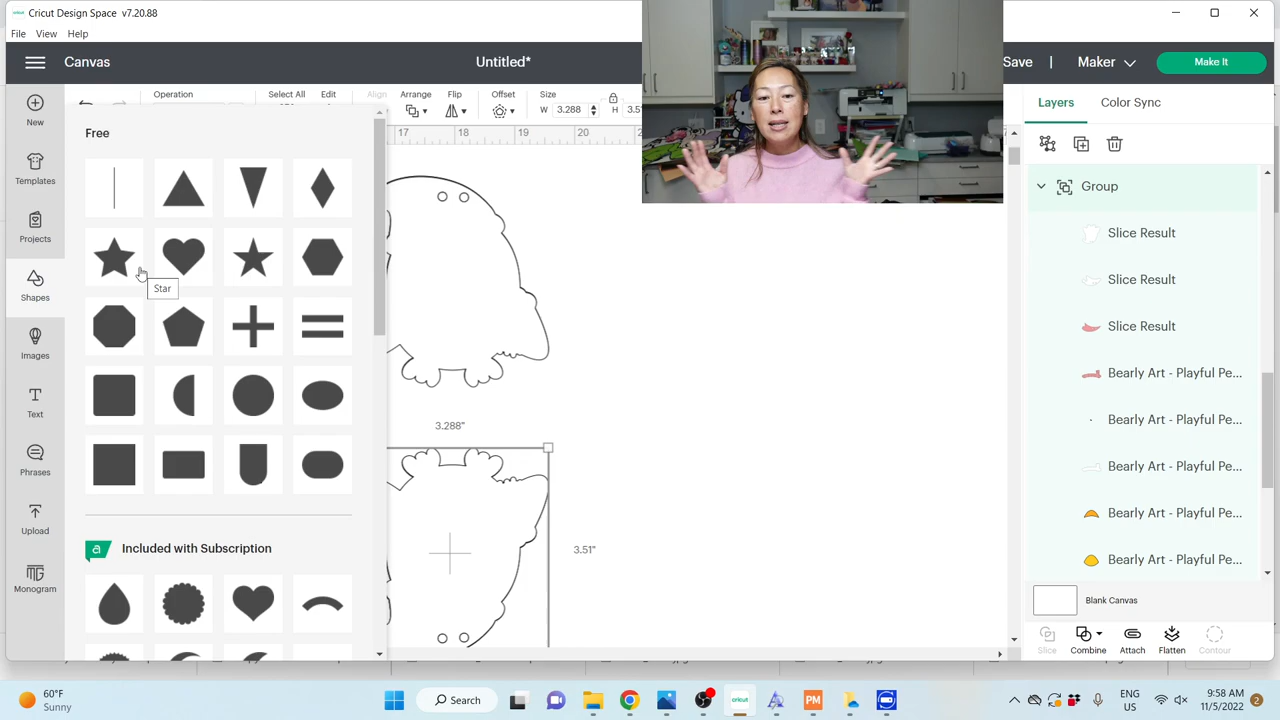 Cricut Design Space v7.20.88
File View Help
Canvas
Untitled*
Save | Maker
Make It
Operation
Select All
Edit
Align
Arrange
Flip
Offset
Size
W 3.288
H 3.5
17 18 19 20
New
Templates
Projects
Shapes
Images
Text
Phrases
Upload
Monogram
Free
Star
a Included with Subscription
3.288"
3.51"
Layers
Color Sync
Group
Slice Result
Slice Result
Slice Result
Bearly Art - Playful Pe...
Bearly Art - Playful Pe...
Bearly Art - Playful Pe...
Bearly Art - Playful Pe...
Bearly Art - Playful Pe...
Blank Canvas
Slice
Combine
Attach
Flatten
Contour
60°F
Sunny
Search
cricut
PM
ENG
US
9:58 AM
11/5/2022
2